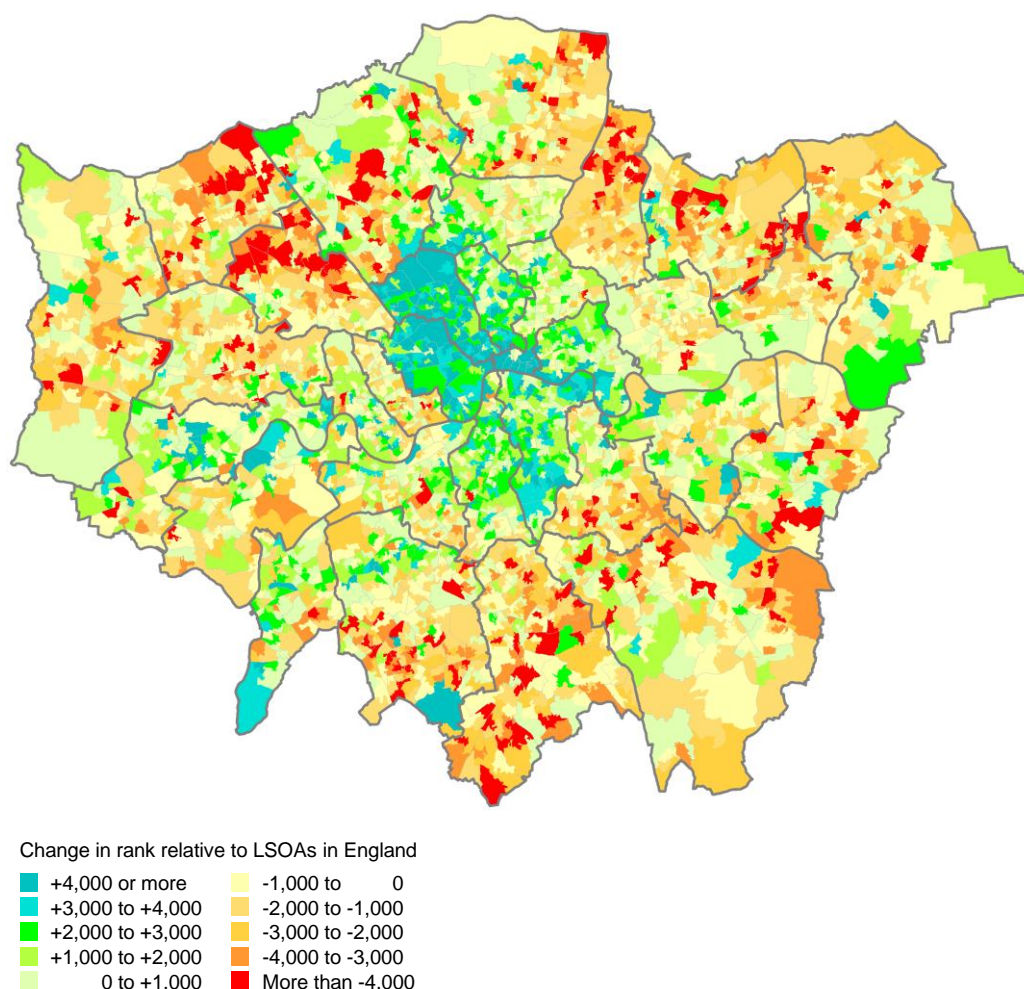 Change in rank relative to LSOAs in England
+4,000 or more
+3,000 to +4,000
+2,000 to +3,000
+1,000 to +2,000
0 to +1,000
-1,000 to 0
-2,000 to -1,000
-3,000 to -2,000
-4,000 to -3,000
More than -4,000